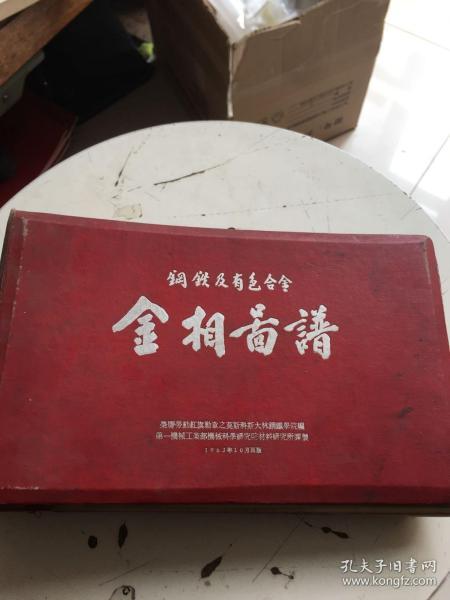 鋼鉄及有色合金
金相畵譜
榮膺勞動紅旗勳章之莫斯科斯大林鋼鐵學院編
第一機械工業部機械科學研究院材料研究所譯製
孔夫子旧书网
www.kongfz.com